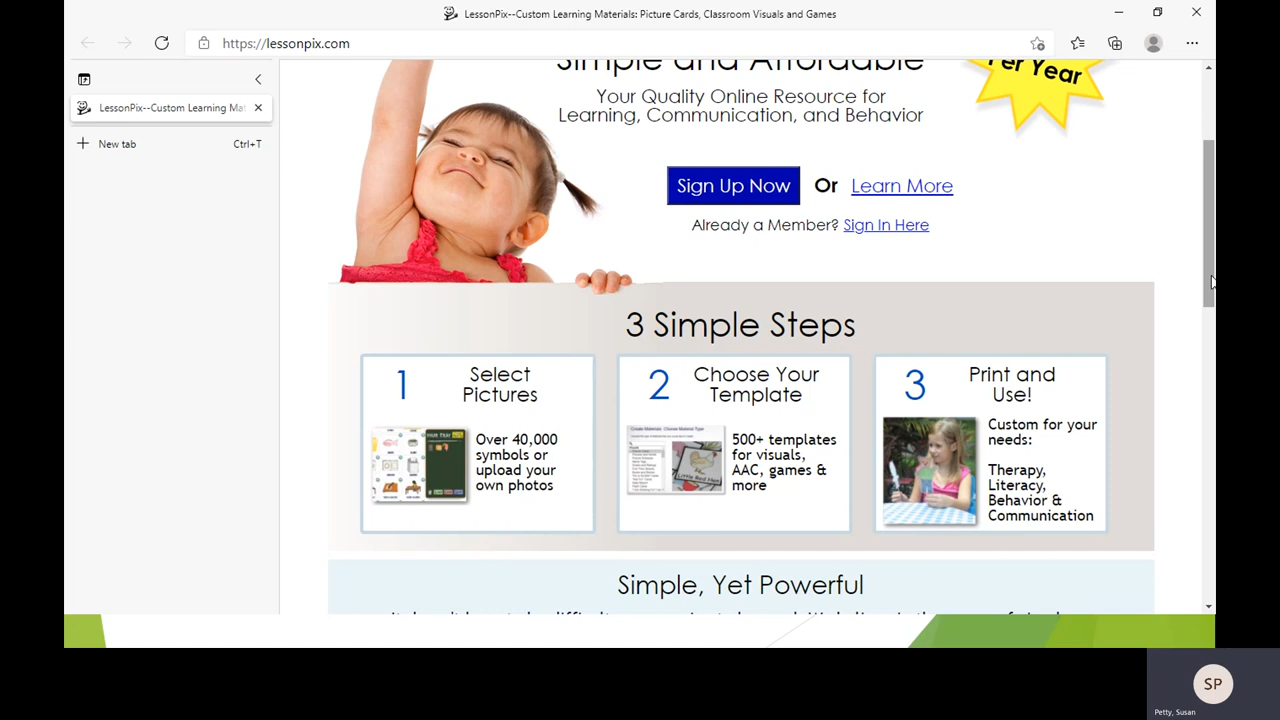 LessonPix--Custom Learning Materials: Picture Cards, Classroom Visuals and Games
https://lessonpix.com
LessonPix--Custom Learning Mat
New tab
Ctrl+T
Simple and Affordable
Per Year
Your Quality Online Resource for
Learning, Communication, and Behavior
Sign Up Now Or Learn More
Already a Member? Sign In Here
3 Simple Steps
1
Select
Pictures
Over 40,000
symbols or
upload your
own photos
2
Choose Your
Template
500+ templates
for visuals,
AAC, games &
more
Little Red Hen
3
Print and
Use!
Custom for your
needs:
Therapy,
Literacy,
Behavior &
Communication
Simple, Yet Powerful
SP
Petty, Susan